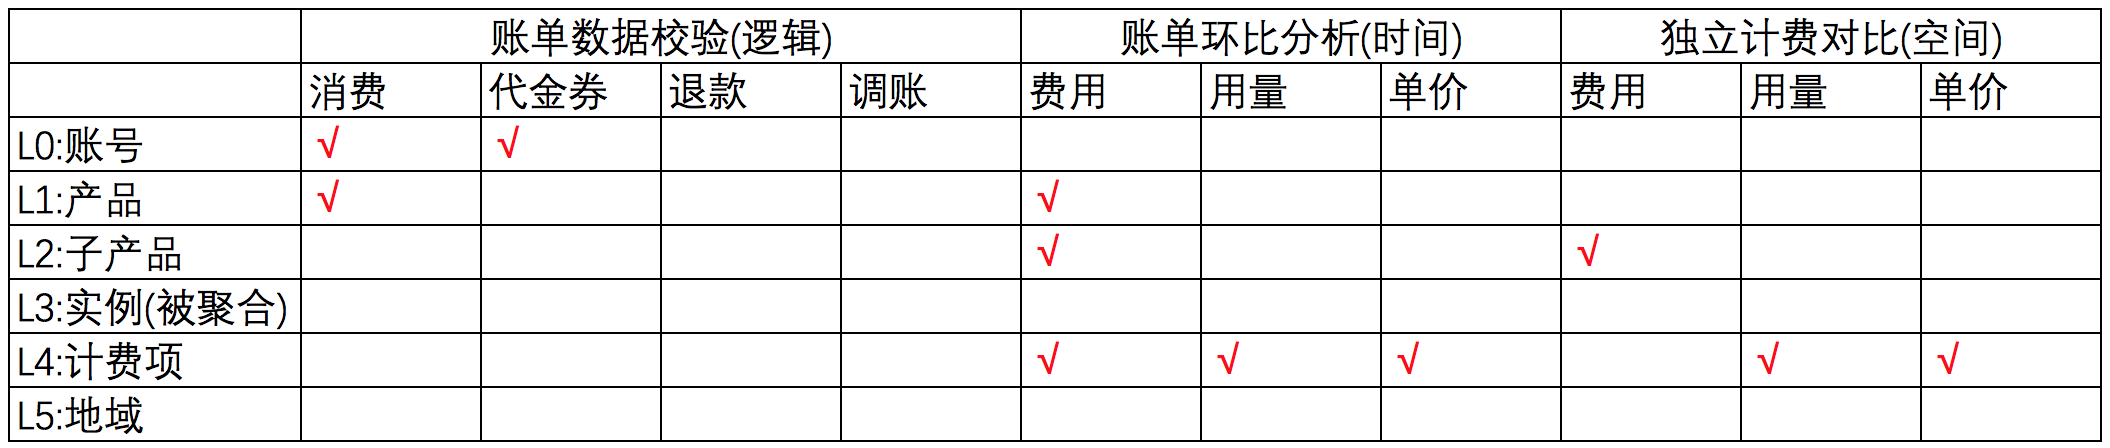 账单数据校验(逻辑) 账单环比分析(时间) 独立计费对比(空间)
消费 代金券 退款 调账 费用 用量 单价 费用 用量 单价
L0:账号 √ √
L1:产品 √ √
L2:子产品 √ √
L3:实例(被聚合)
L4:计费项 √ √ √ √ √
L5:地域